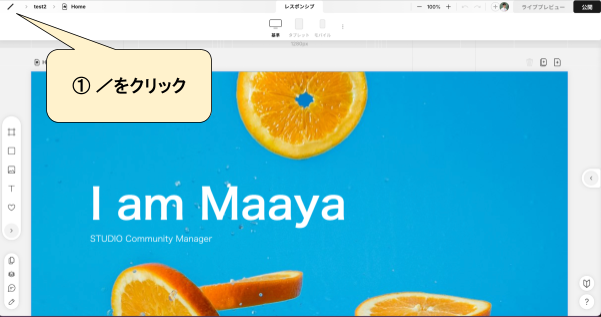 test2
Home
レスポンシブ
100%
ライブプレビュー
公開
基準
タブレット
モバイル
① ／をクリック
I am Maaya
STUDIO Community Manager